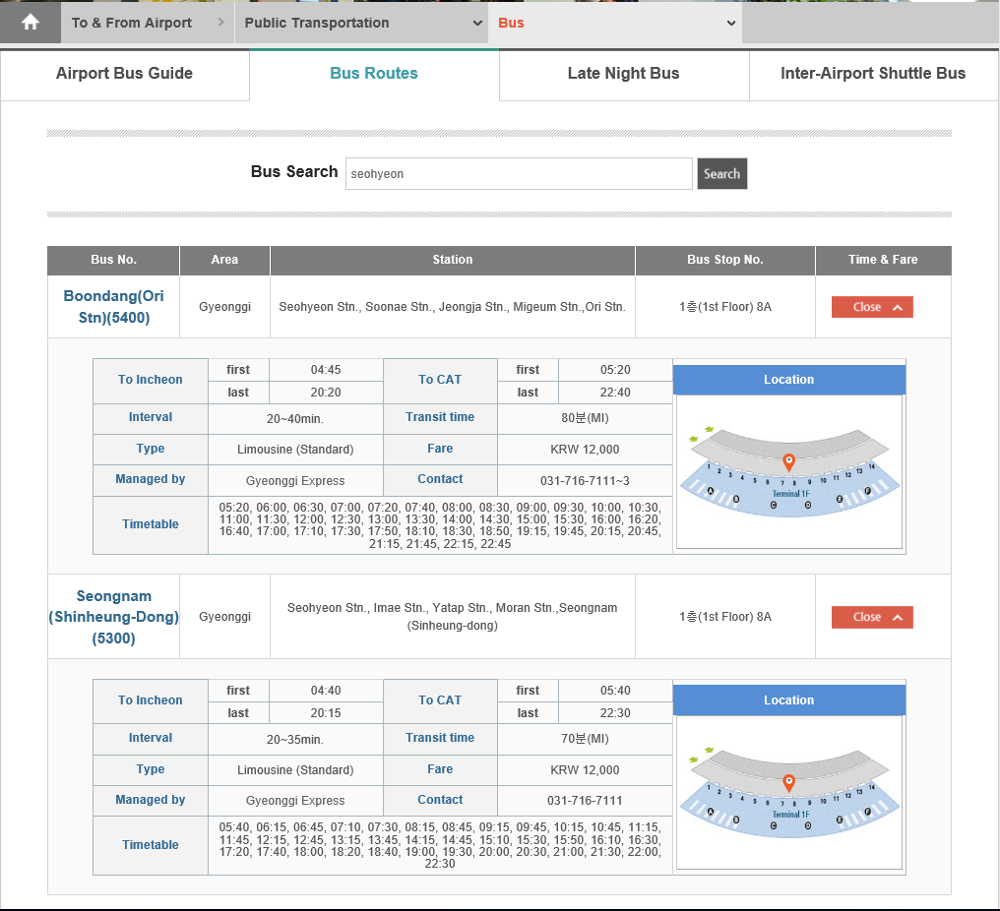 To & From Airport
Public Transportation
Bus
Airport Bus Guide
Bus Routes
Late Night Bus
Inter-Airport Shuttle Bus
Bus Search
seohyeon
Search
Bus No.
Area
Station
Bus Stop No.
Time & Fare
Boondang(Ori
Stn)(5400)
Gyeonggi
Seohyeon Stn., Soonae Stn., Jeongja Stn., Migeum Stn.,Ori Stn.
1층(1st Floor) 8A
Close
To Incheon
first
04:45
last
20:20
To CAT
first
05:20
last
22:40
Interval
20~40min.
Transit time
80분(MI)
Type
Limousine (Standard)
Fare
KRW 12,000
Managed by
Gyeonggi Express
Contact
031-716-7111~3
Timetable
05:20, 06:00, 06:30, 07:00, 07:20, 07:40, 08:00, 08:30, 09:00, 09:30, 10:00, 10:30,
11:00, 11:30, 12:00, 12:30, 13:00, 13:30, 14:00, 14:30, 15:00, 15:30, 16:00, 16:20,
16:40, 17:00, 17:10, 17:30, 17:50, 18:10, 18:30, 18:50, 19:15, 19:45, 20:15, 20:45,
21:15, 21:45, 22:15, 22:45
Location
1 2 3 4 5 6 7 8 9 10 11 12 13 14
Terminal 1F
A B C D E F
Seongnam
(Shinheung-Dong)
(5300)
Gyeonggi
Seohyeon Stn., Imae Stn., Yatap Stn., Moran Stn.,Seongnam
(Sinheung-dong)
1층(1st Floor) 8A
Close
To Incheon
first
04:40
last
20:15
To CAT
first
05:40
last
22:30
Interval
20~35min.
Transit time
70분(MI)
Type
Limousine (Standard)
Fare
KRW 12,000
Managed by
Gyeonggi Express
Contact
031-716-7111
Timetable
05:40, 06:15, 06:45, 07:10, 07:30, 08:15, 08:45, 09:15, 09:45, 10:15, 10:45, 11:15,
11:45, 12:15, 12:45, 13:15, 13:45, 14:15, 14:45, 15:10, 15:30, 15:50, 16:10, 16:30,
17:20, 17:40, 18:00, 18:20, 18:40, 19:00, 19:30, 20:00, 20:30, 21:00, 21:30, 22:00,
22:30
Location
1 2 3 4 5 6 7 8 9 10 11 12 13 14
Terminal 1F
A B C D E F